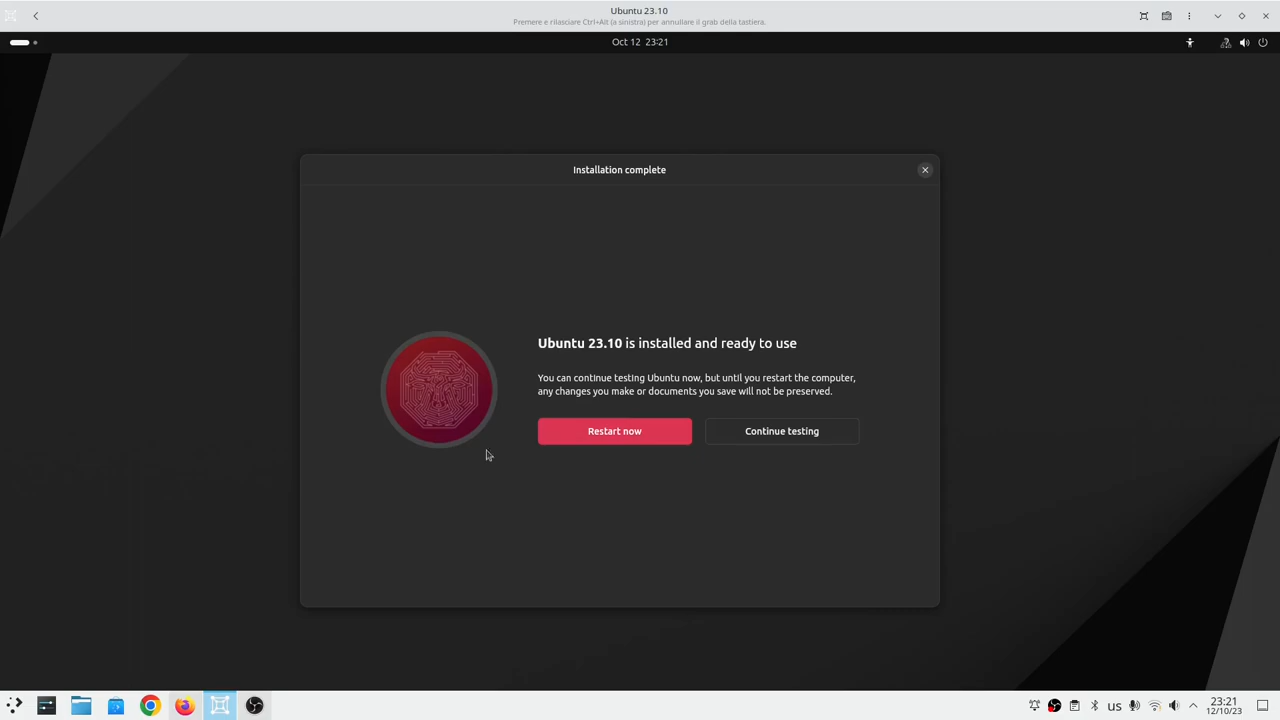 Ubuntu 23.10
Premere e rilasciare Ctrl+Alt (a sinistra) per annullare il grab della tastiera.
Oct 12 23:21
Installation complete
Ubuntu 23.10 is installed and ready to use
You can continue testing Ubuntu now, but until you restart the computer,
any changes you make or documents you save will not be preserved.
Restart now
Continue testing
us
23:21
12/10/23